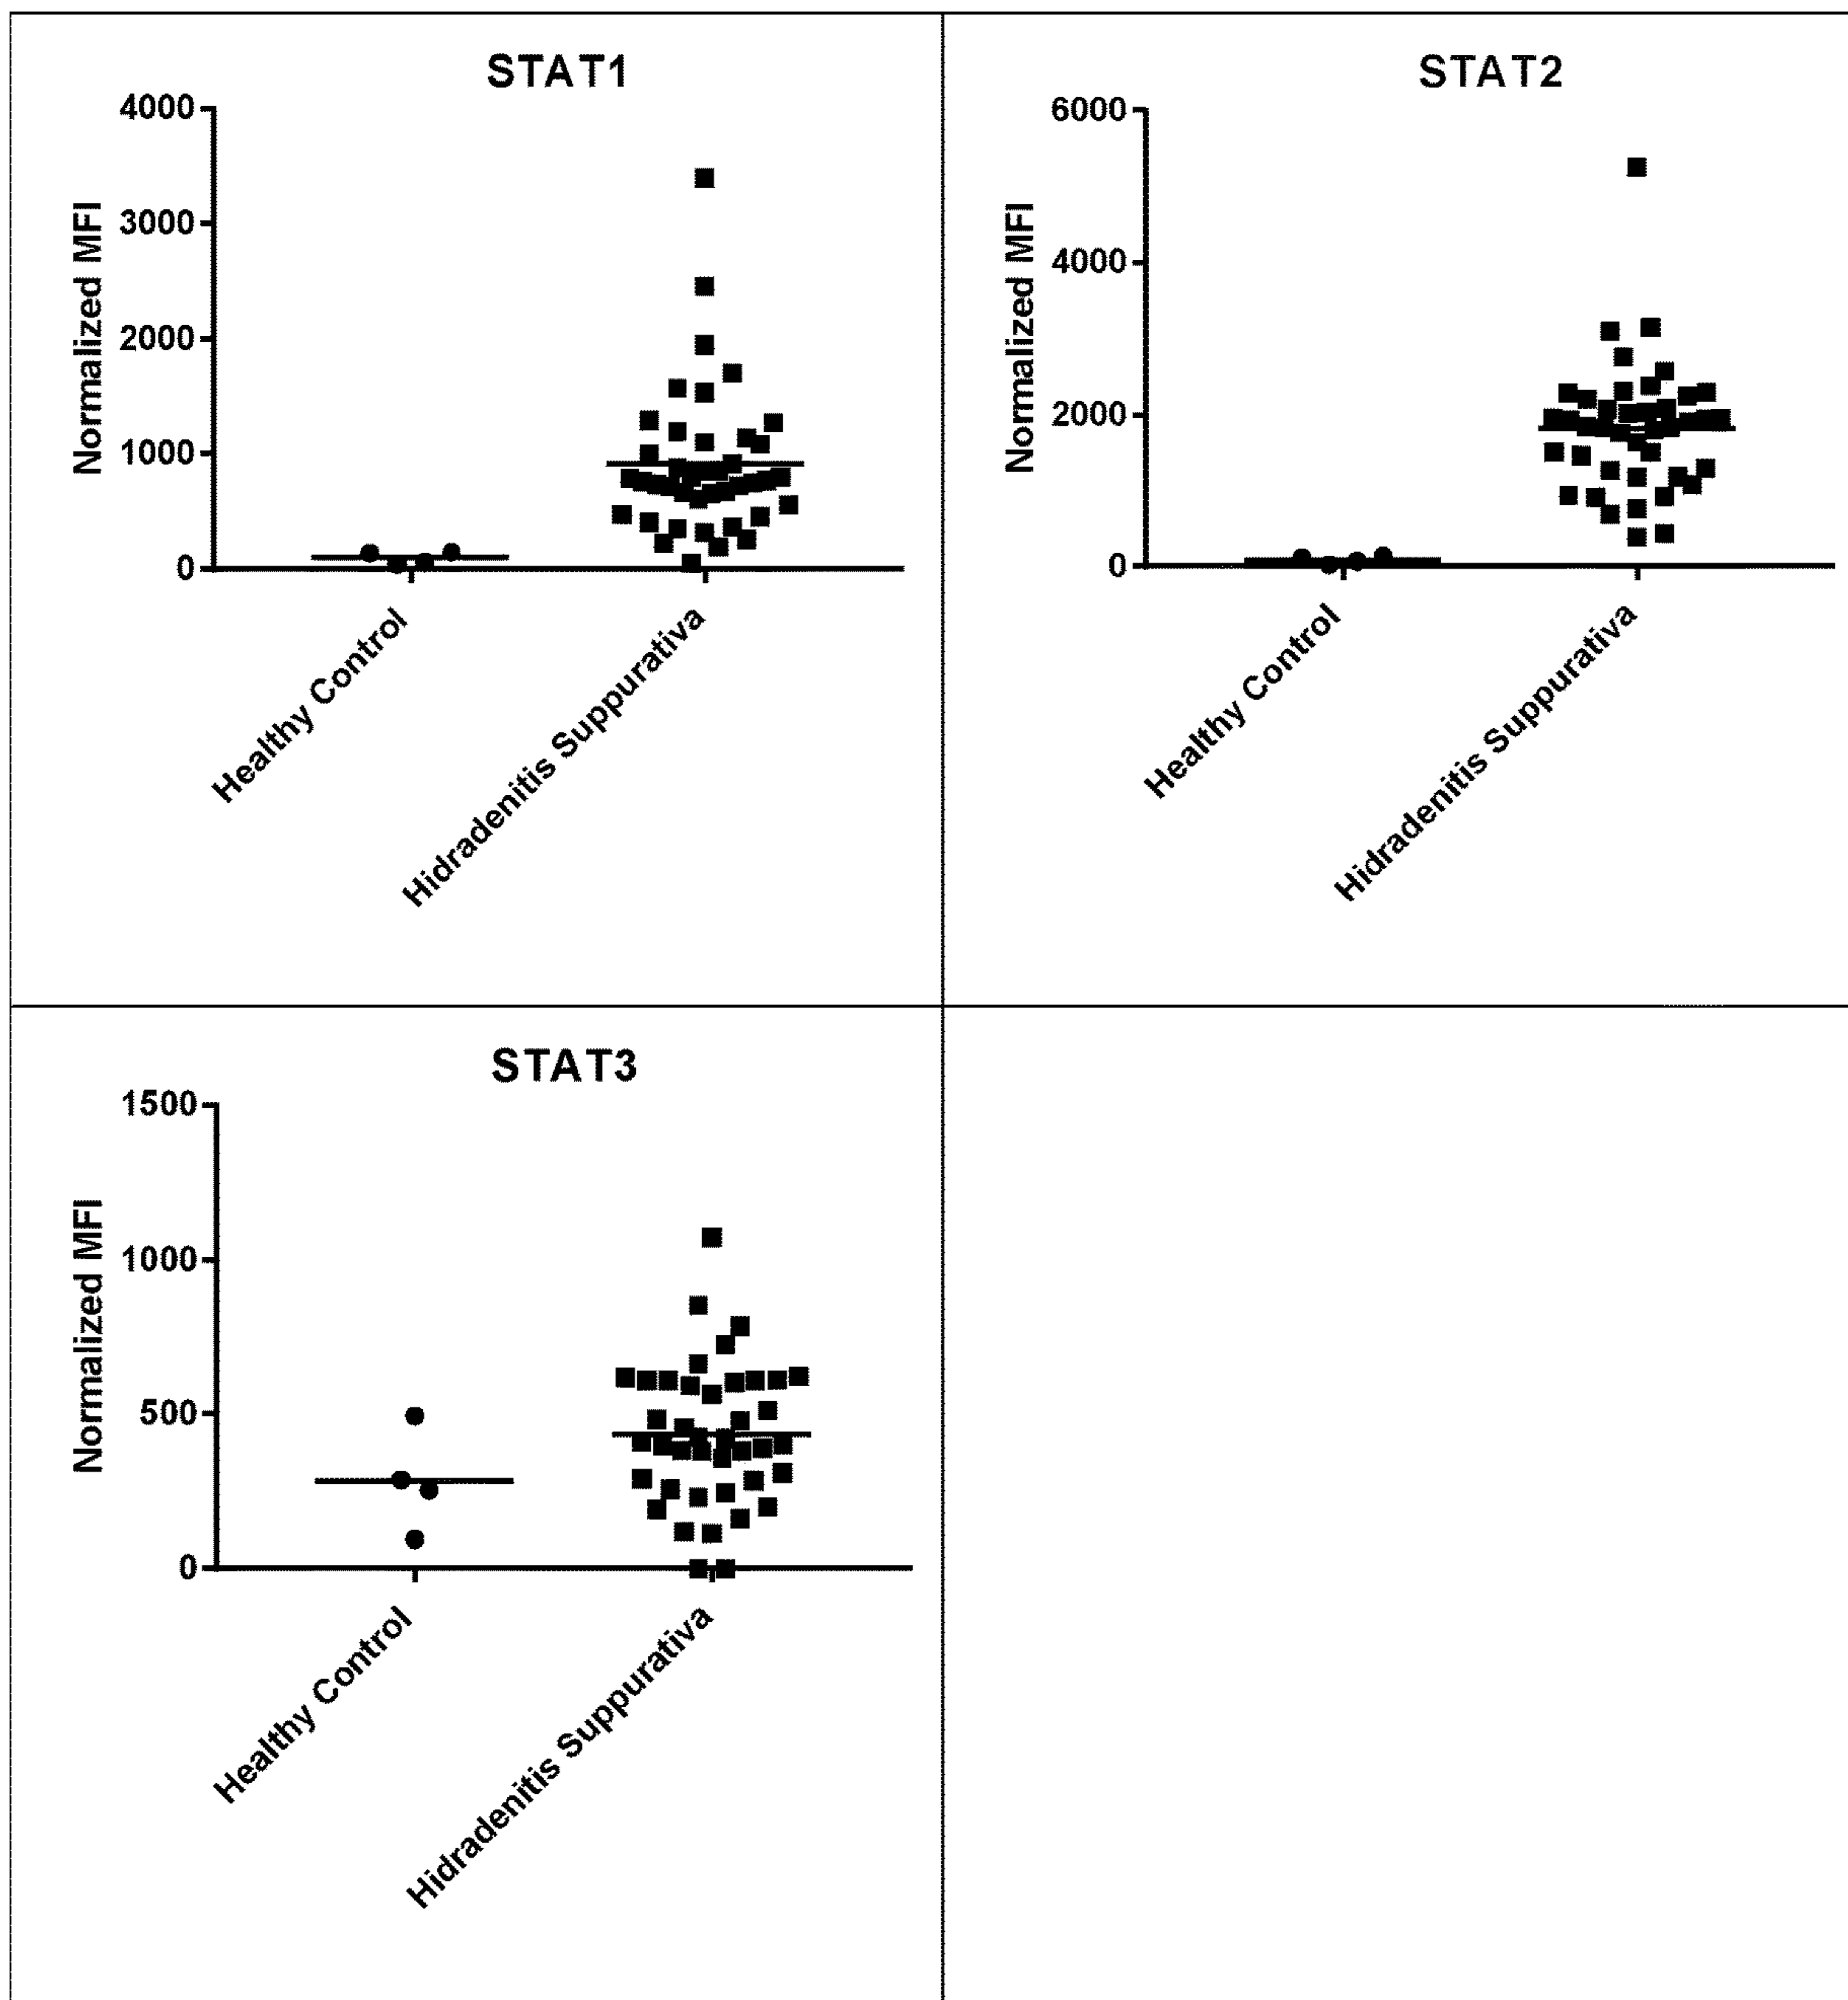 STAT1
4000
3000
2000
1000
0
Normalized MFI
Healthy Control
Hidradenitis Suppurativa
STAT2
6000
4000
2000
0
Normalized MFI
Healthy Control
Hidradenitis Suppurativa
STAT3
1500
1000
500
0
Normalized MFI
Healthy Control
Hidradenitis Suppurativa